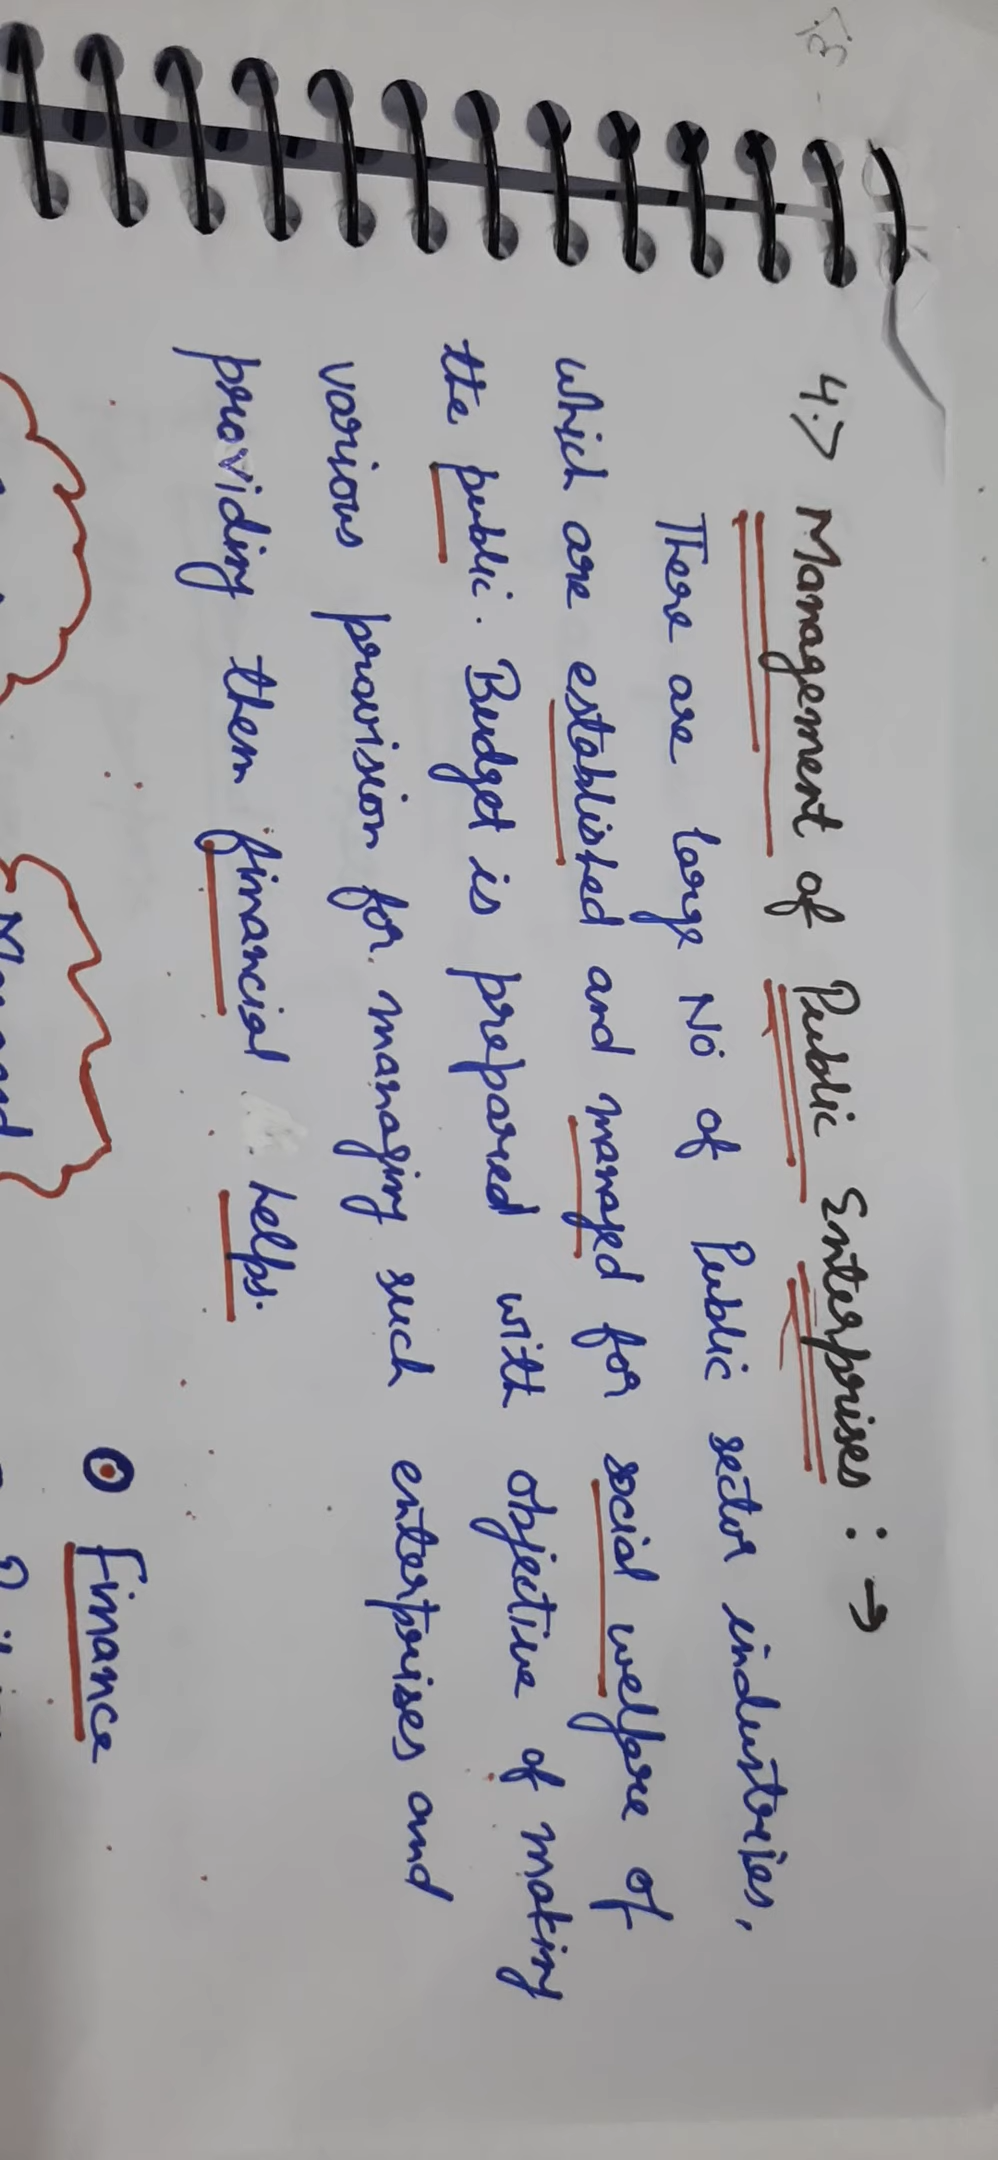 4.> Management of Public Enterprises : →
There are large No of Public sector industries,
which are established and managed for social welfare of
the public. Budget is prepared with objective of making
various provision for managing such enterprises and
providing them financial helps.
Finance